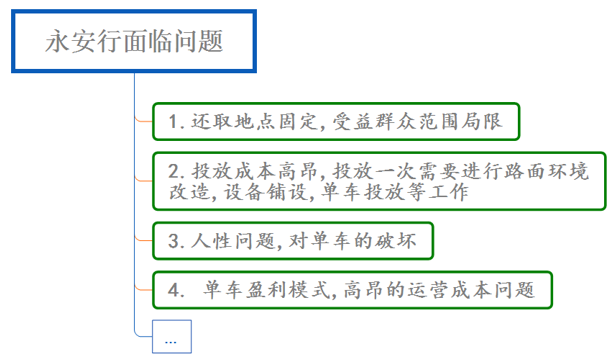 永安行面临问题
1.还取地点固定,受益群众范围局限
2.投放成本高昂,投放一次需要进行路面环境
改造,设备铺设,单车投放等工作
3.人性问题,对单车的破坏
4. 单车盈利模式,高昂的运营成本问题
...